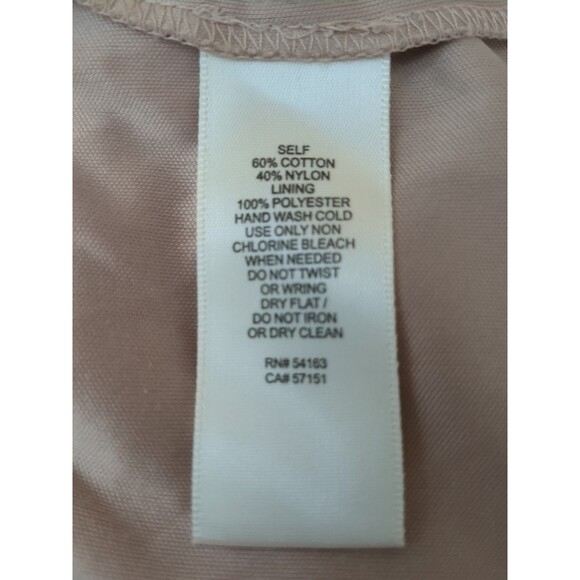 SELF
60% COTTON
40% NYLON
LINING
100% POLYESTER
HAND WASH COLD
USE ONLY NON
CHLORINE BLEACH
WHEN NEEDED
DO NOT TWIST
OR WRING
DRY FLAT /
DO NOT IRON
OR DRY CLEAN
RN# 54163
CA# 57151